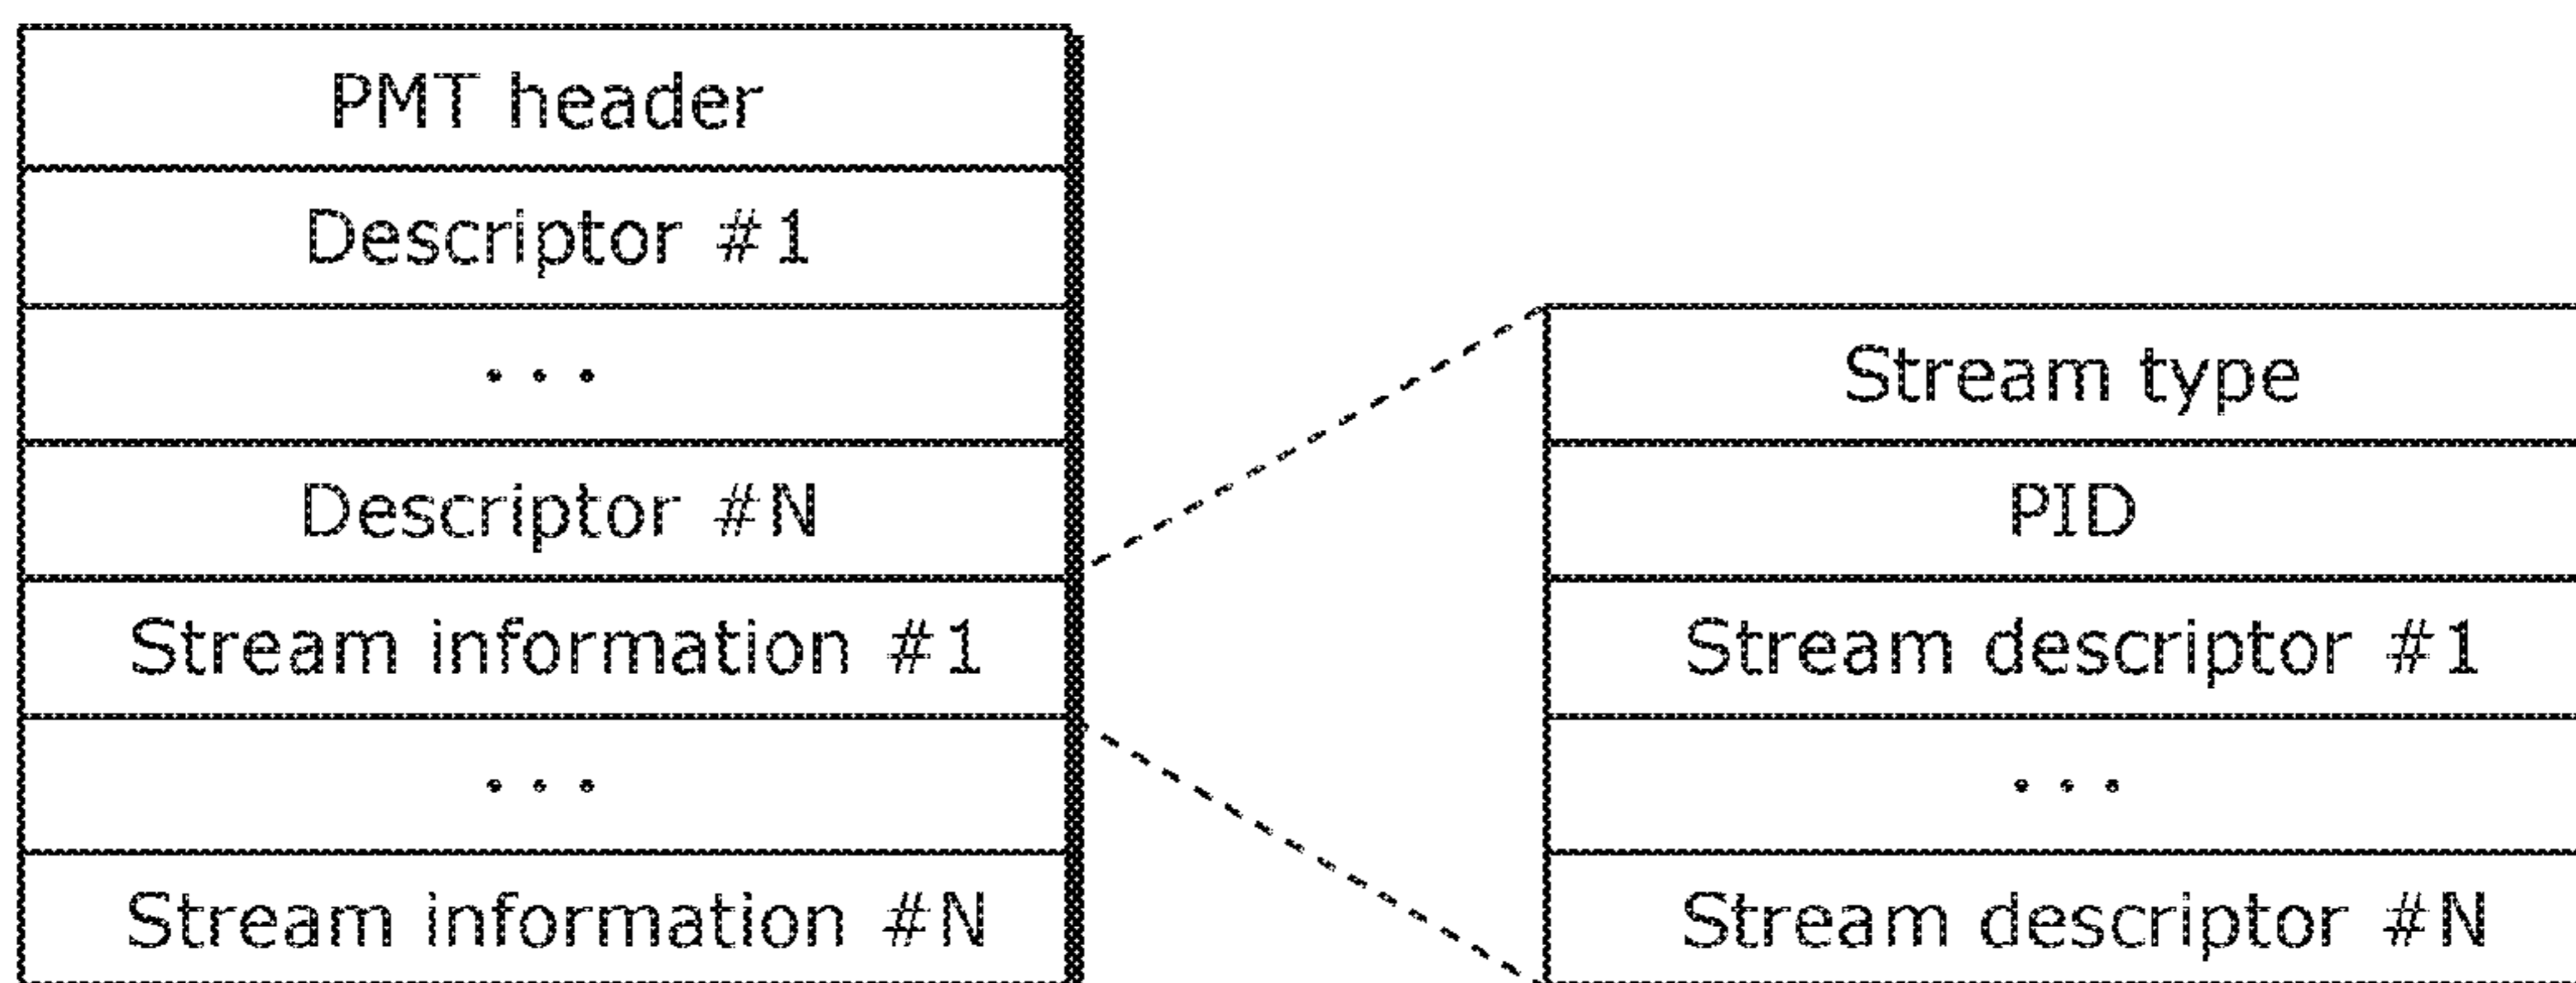 PMT header
Descriptor #1
...
Descriptor #N
Stream information #1
...
Stream information #N
Stream type
PID
Stream descriptor #1
...
Stream descriptor #N